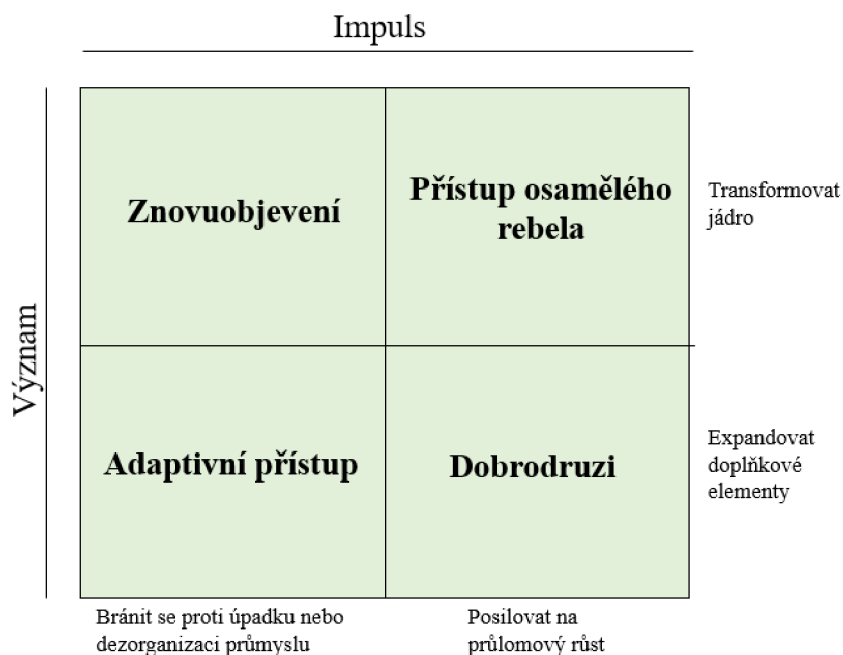 Impuls
Význam
Znovuobjevení
Přístup osamělého
rebela
Transformovat
jádro
Adaptivní přístup
Dobrodruzi
Expandovat
doplňkové
elementy
Bránit se proti úpadku nebo
dezorganizaci průmyslu
Posilovat na
průlomový růst